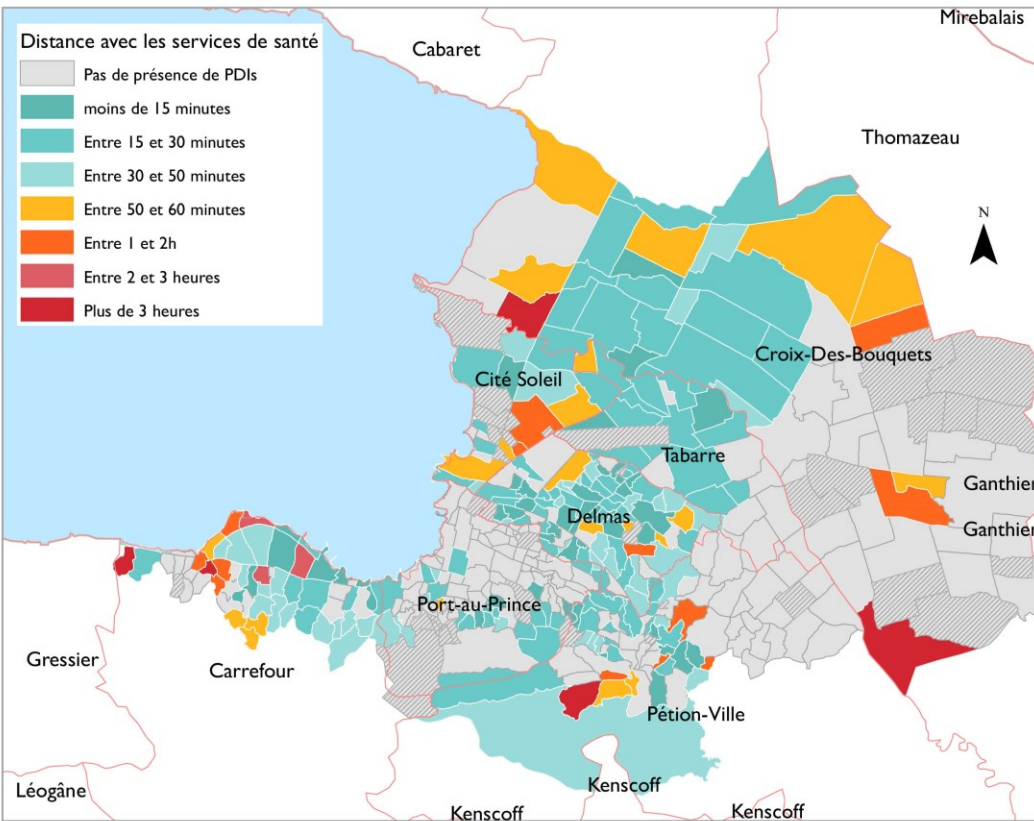 Mirebalais
Distance avec les services de santé
Cabaret
Pas de présence de PDIs
moins de 15 minutes
Entre 15 et 30 minutes
Thomazeau
Entre 30 et 50 minutes
Entre 50 et 60 minutes
N
Entre 1 et 2h
Entre 2 et 3 heures
Plus de 3 heures
Croix-Des-Bouquets
Cité Soleil
Tabarre
Ganthier
Delmas
Ganthier
Port-au-Prince
Gressier
Carrefour
Pétion-Ville
Léogâne
Kenscoff
Kenscoff
Kenscoff